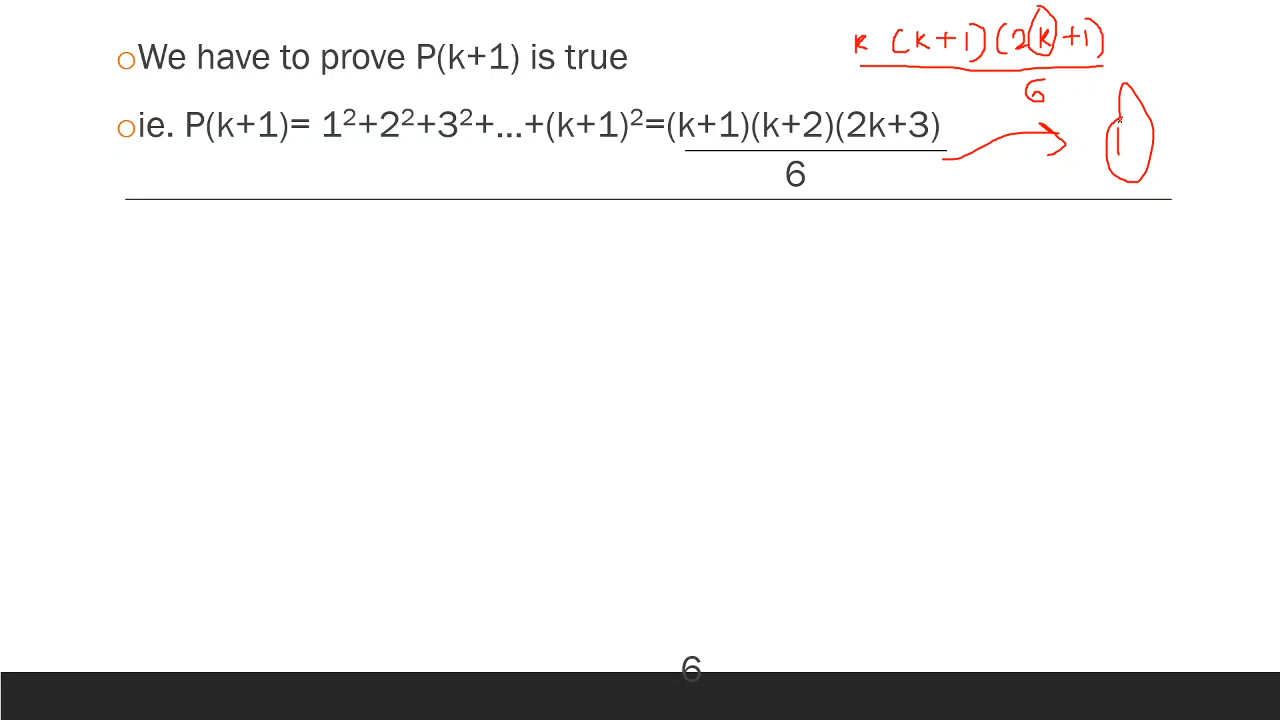 k (k+1)(2k+1)
6
○We have to prove P(k+1) is true
○ie. P(k+1)= 1²+2²+3²+...+(k+1)²=(k+1)(k+2)(2k+3)
6
1
6